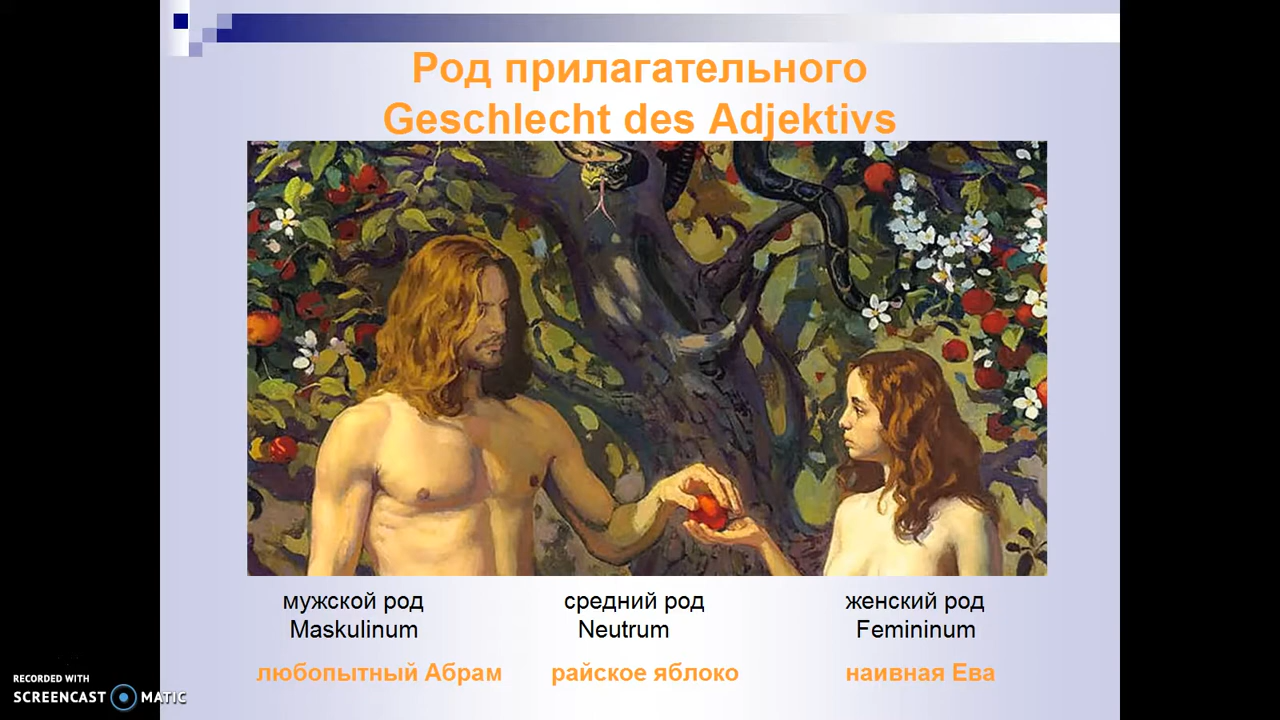 Род прилагательного
Geschlecht des Adjektivs
мужской род
Maskulinum
средний род
Neutrum
женский род
Femininum
любопытный Абрам
райское яблоко
наивная Ева
RECORDED WITH
SCREENCAST MATIC